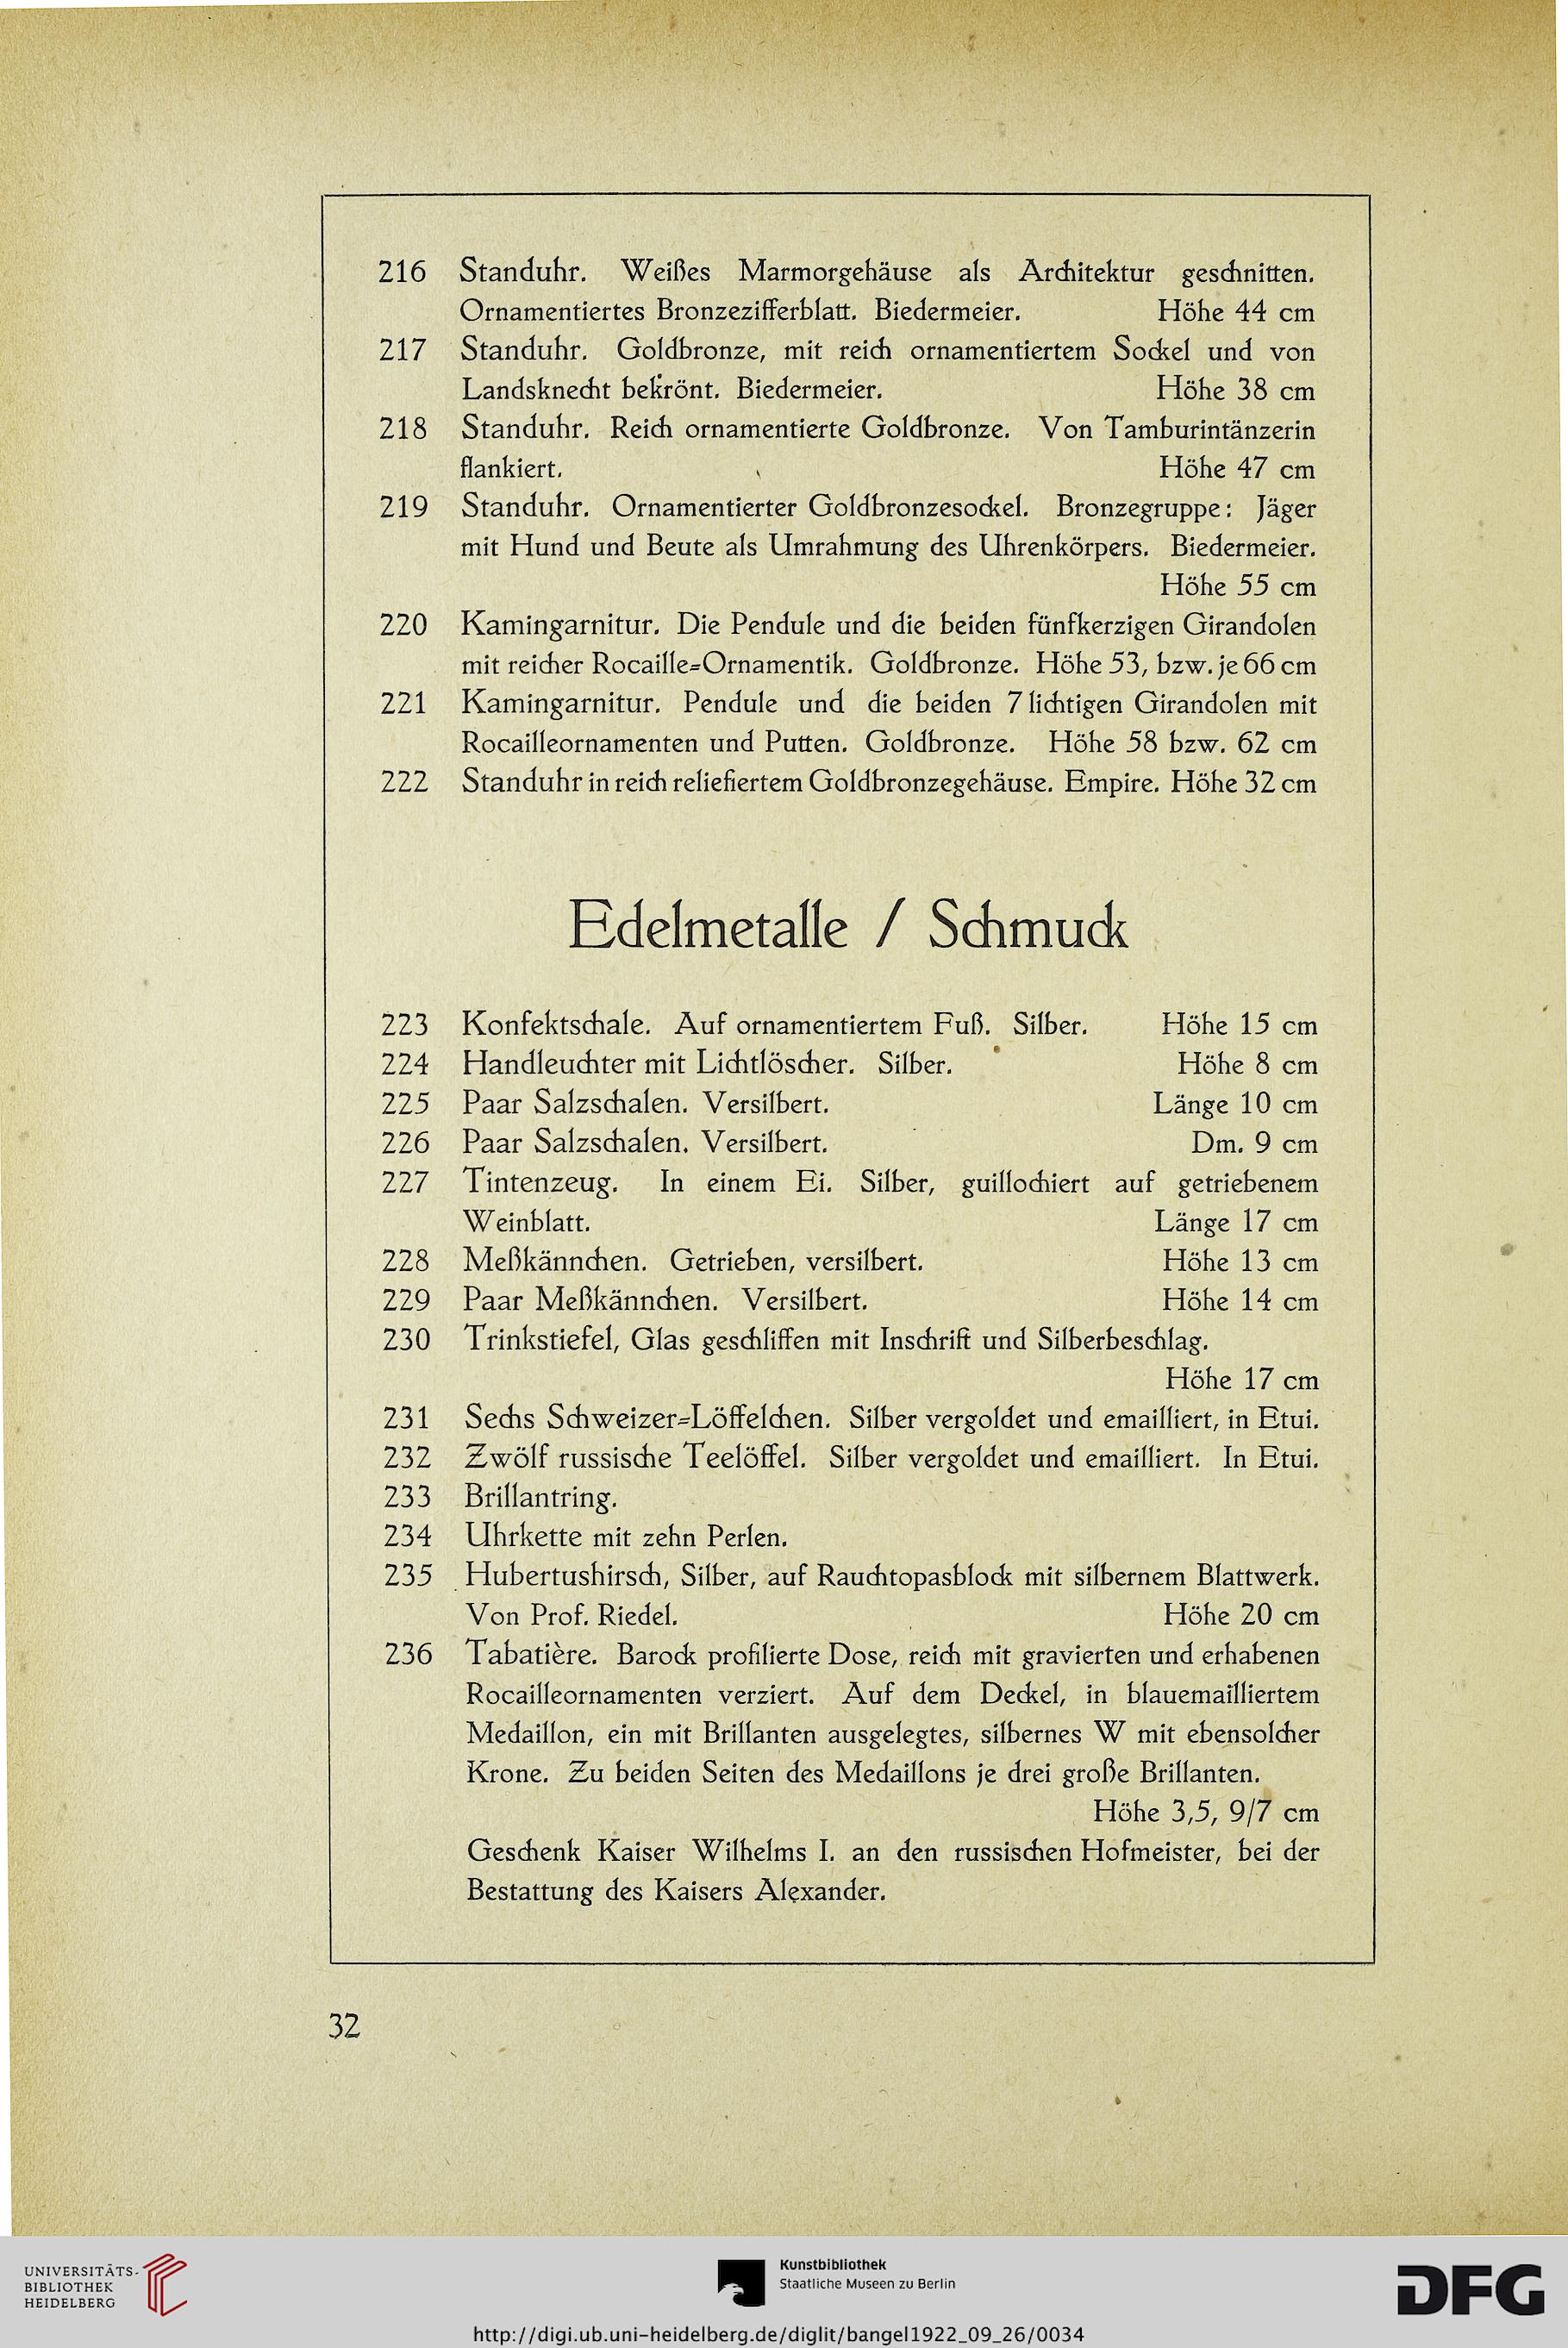 216 Standuhr. Weißes Marmorgehäuse als Architektur geschnitten.
Ornamentiertes Bronzezifferblatt. Biedermeier. Höhe 44 cm
217 Standuhr. Goldbronze, mit reich ornamentiertem Sockel und von
Landsknecht bekrönt. Biedermeier. Höhe 38 cm
218 Standuhr. Reich ornamentierte Goldbronze. Von Tamburintänzerin
flankiert. Höhe 47 cm
219 Standuhr. Ornamentierter Goldbronzesockel. Bronzegruppe: Jäger
mit Hund und Beute als Umrahmung des Uhrenkörpers. Biedermeier.
Höhe 55 cm
220 Kamingarnitur. Die Pendule und die beiden fünfkerzigen Girandolen
mit reicher Rocaille=Ornamentik. Goldbronze. Höhe 53, bzw. je 66 cm
221 Kamingarnitur. Pendule und die beiden 7 lichtigen Girandolen mit
Rocailleornamenten und Putten. Goldbronze. Höhe 58 bzw. 62 cm
222 Standuhr in reich reliefiertem Goldbronzegehäuse. Empire. Höhe 32 cm
Edelmetalle / Schmuck
223 Konfektschale. Auf ornamentiertem Fuß. Silber. Höhe 15 cm
224 Handleuchter mit Lichtlöscher. Silber. Höhe 8 cm
225 Paar Salzschalen. Versilbert. Länge 10 cm
226 Paar Salzschalen. Versilbert. Dm. 9 cm
227 Tintenzeug. In einem Ei. Silber, guillochiert auf getriebenem
Weinblatt. Länge 17 cm
228 Meßkännchen. Getrieben, versilbert. Höhe 13 cm
229 Paar Meßkännchen. Versilbert. Höhe 14 cm
230 Trinkstiefel, Glas geschliffen mit Inschrift und Silberbeschlag.
Höhe 17 cm
231 Sechs Schweizer=Löffelchen. Silber vergoldet und emailliert, in Etui.
232 Zwölf russische Teelöffel. Silber vergoldet und emailliert. In Etui.
233 Brillantring.
234 Uhrkette mit zehn Perlen.
235 Hubertushirsch, Silber, auf Rauchtopasblock mit silbernem Blattwerk.
Von Prof. Riedel. Höhe 20 cm
236 Tabatière. Barock profilierte Dose, reich mit gravierten und erhabenen
Rocailleornamenten verziert. Auf dem Deckel, in blauemailliertem
Medaillon, ein mit Brillanten ausgelegtes, silbernes W mit ebensolcher
Krone. Zu beiden Seiten des Medaillons je drei große Brillanten.
Höhe 3,5, 9/7 cm
Geschenk Kaiser Wilhelms I. an den russischen Hofmeister, bei der
Bestattung des Kaisers Alexander.
32
UNIVERSITÄTS-
BIBLIOTHEK
HEIDELBERG
Kunstbibliothek
Staatliche Museen zu Berlin
DFG
http://digi.ub.uni-heidelberg.de/diglit/bangel1922_09_26/0034